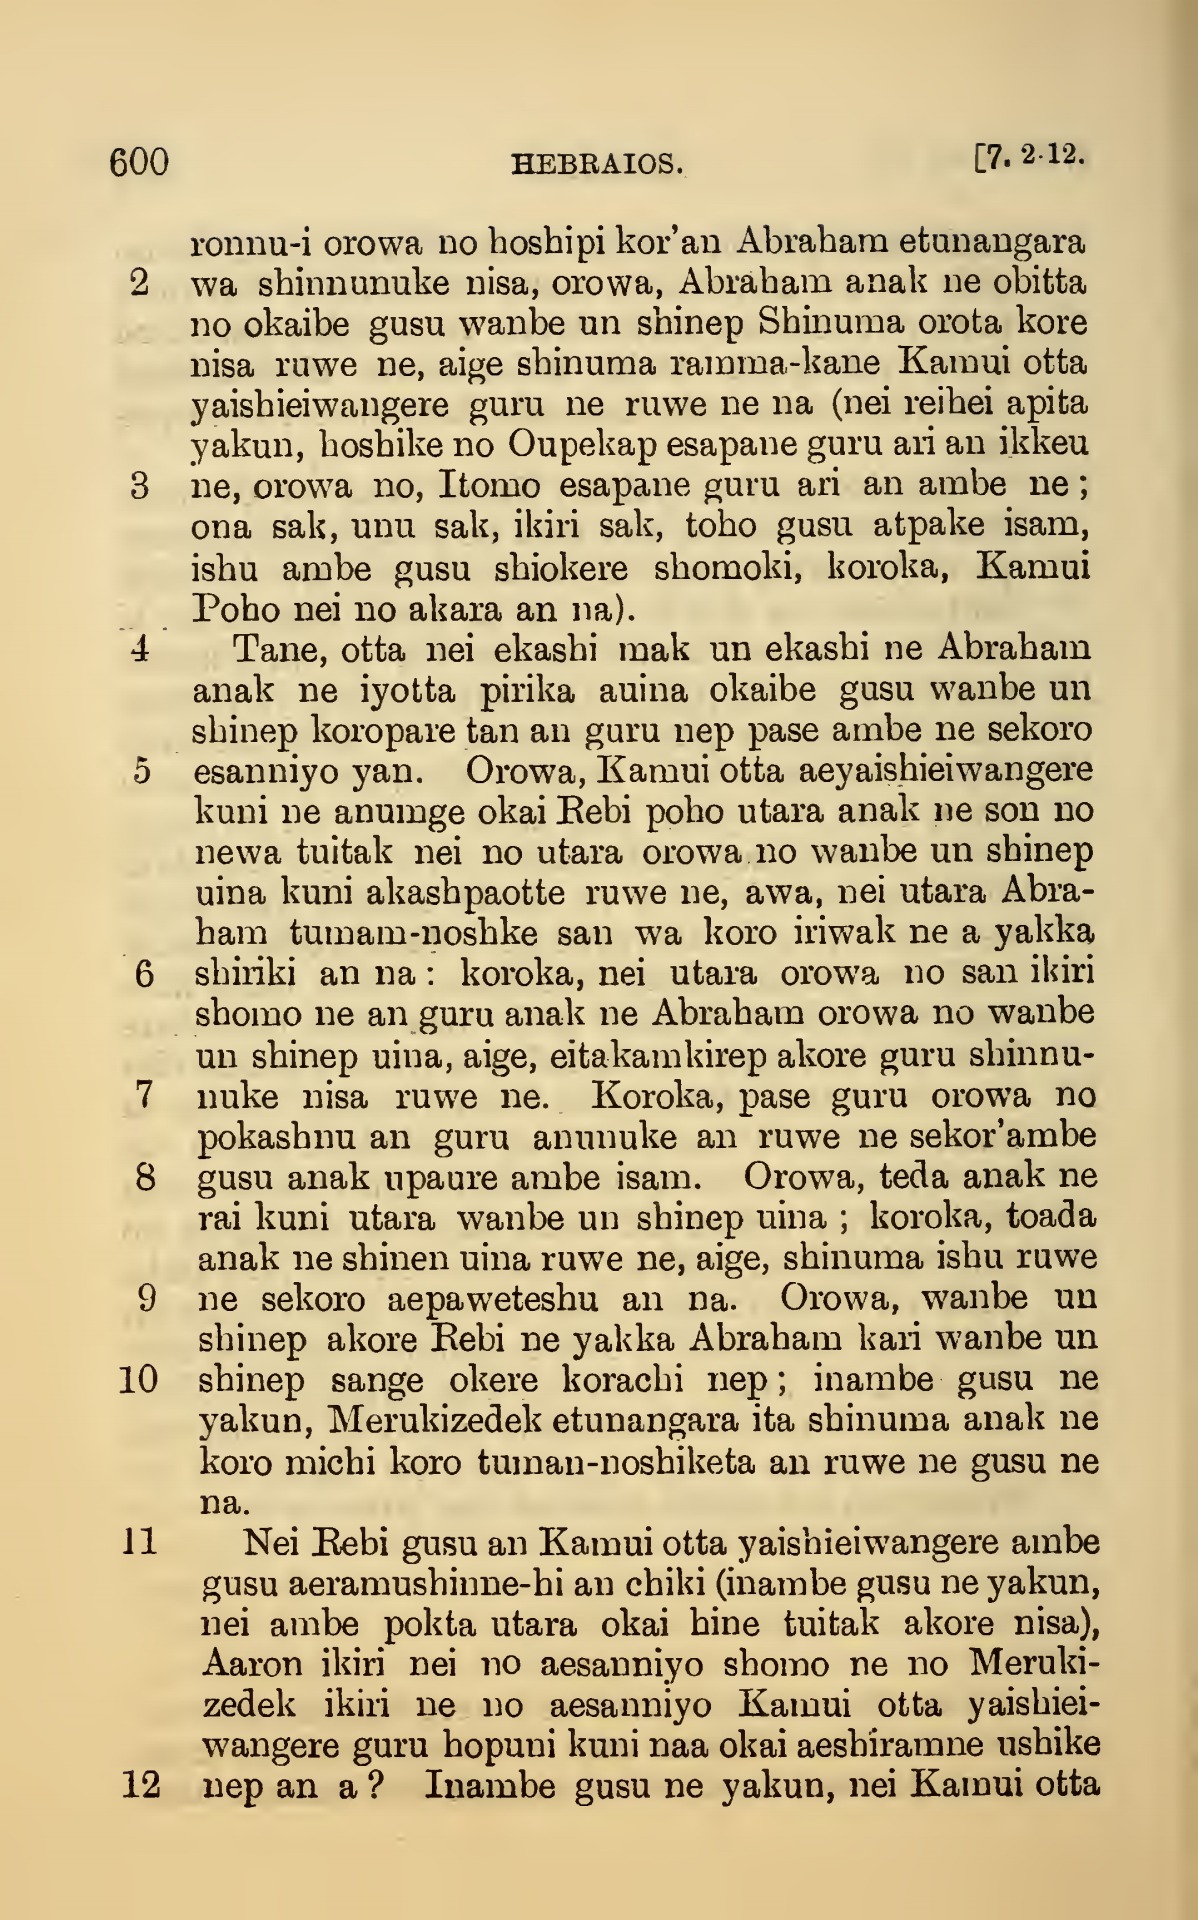 600 HEBRAIOS. [7. 2-12.
ronnu-i orowa no hoshipi kor’an Abraham etunangara
2 wa shinnunuke nisa, orowa, Abraham anak ne obitta
no okaibe gusu wanbe un shinep Shinuma orota kore
nisa ruwe ne, aige shinuma ramma-kane Kamui otta
yaishieiwangere guru ne ruwe ne na (nei reihei apita
yakun, hoshike no Oupekap esapane guru ari an ikkeu
3 ne, orowa no, Itomo esapane guru ari an ambe ne ;
ona sak, unu sak, ikiri sak, toho gusu atpake isam,
ishu ambe gusu shiokere shomoki, koroka, Kamui
Poho nei no akara an na).
4 Tane, otta nei ekashi mak un ekashi ne Abraham
anak ne iyotta pirika auina okaibe gusu wanbe un
shinep koropare tan an guru nep pase ambe ne sekoro
5 esanniyo yan. Orowa, Kamui otta aeyaishieiwangere
kuni ne anumge okai Rebi poho utara anak ne son no
newa tuitak nei no utara orowa no wanbe un shinep
uina kuni akashpaotte ruwe ne, awa, nei utara Abra-
ham tumam-noshke san wa koro iriwak ne a yakka
6 shiriki an na : koroka, nei utara orowa no san ikiri
shomo ne an guru anak ne Abraham orowa no wanbe
un shinep uina, aige, eitakamkirep akore guru shinnu-
7 nuke nisa ruwe ne. Koroka, pase guru orowa no
pokashnu an guru anunuke an ruwe ne sekor’ambe
8 gusu anak upaure ambe isam. Orowa, teda anak ne
rai kuni utara wanbe un shinep uina ; koroka, toada
anak ne shinen uina ruwe ne, aige, shinuma ishu ruwe
9 ne sekoro aepaweteshu an na. Orowa, wanbe un
shinep akore Rebi ne yakka Abraham kari wanbe un
10 shinep sange okere korachi nep ; inambe gusu ne
yakun, Merukizedek etunangara ita shinuma anak ne
koro michi koro tuman-noshiketa an ruwe ne gusu ne
na.
11 Nei Rebi gusu an Kamui otta yaishieiwangere ambe
gusu aeramushinne-hi an chiki (inambe gusu ne yakun,
nei ambe pokta utara okai hine tuitak akore nisa),
Aaron ikiri nei no aesanniyo shomo ne no Meruki-
zedek ikiri ne no aesanniyo Kamui otta yaishiei-
wangere guru hopuni kuni naa okai aeshiramne ushike
12 nep an a ? Inambe gusu ne yakun, nei Kamui otta